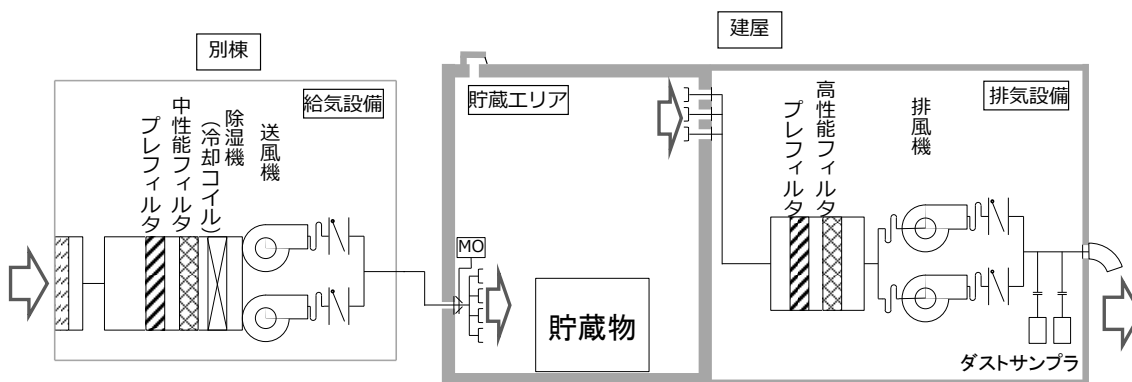 別棟
建屋
給気設備
プレフィルタ
中性能フィルタ
除湿機
(冷却コイル)
送風機
貯蔵エリア
MO
貯蔵物
排気設備
プレフィルタ
高性能フィルタ
排風機
ダストサンプラ